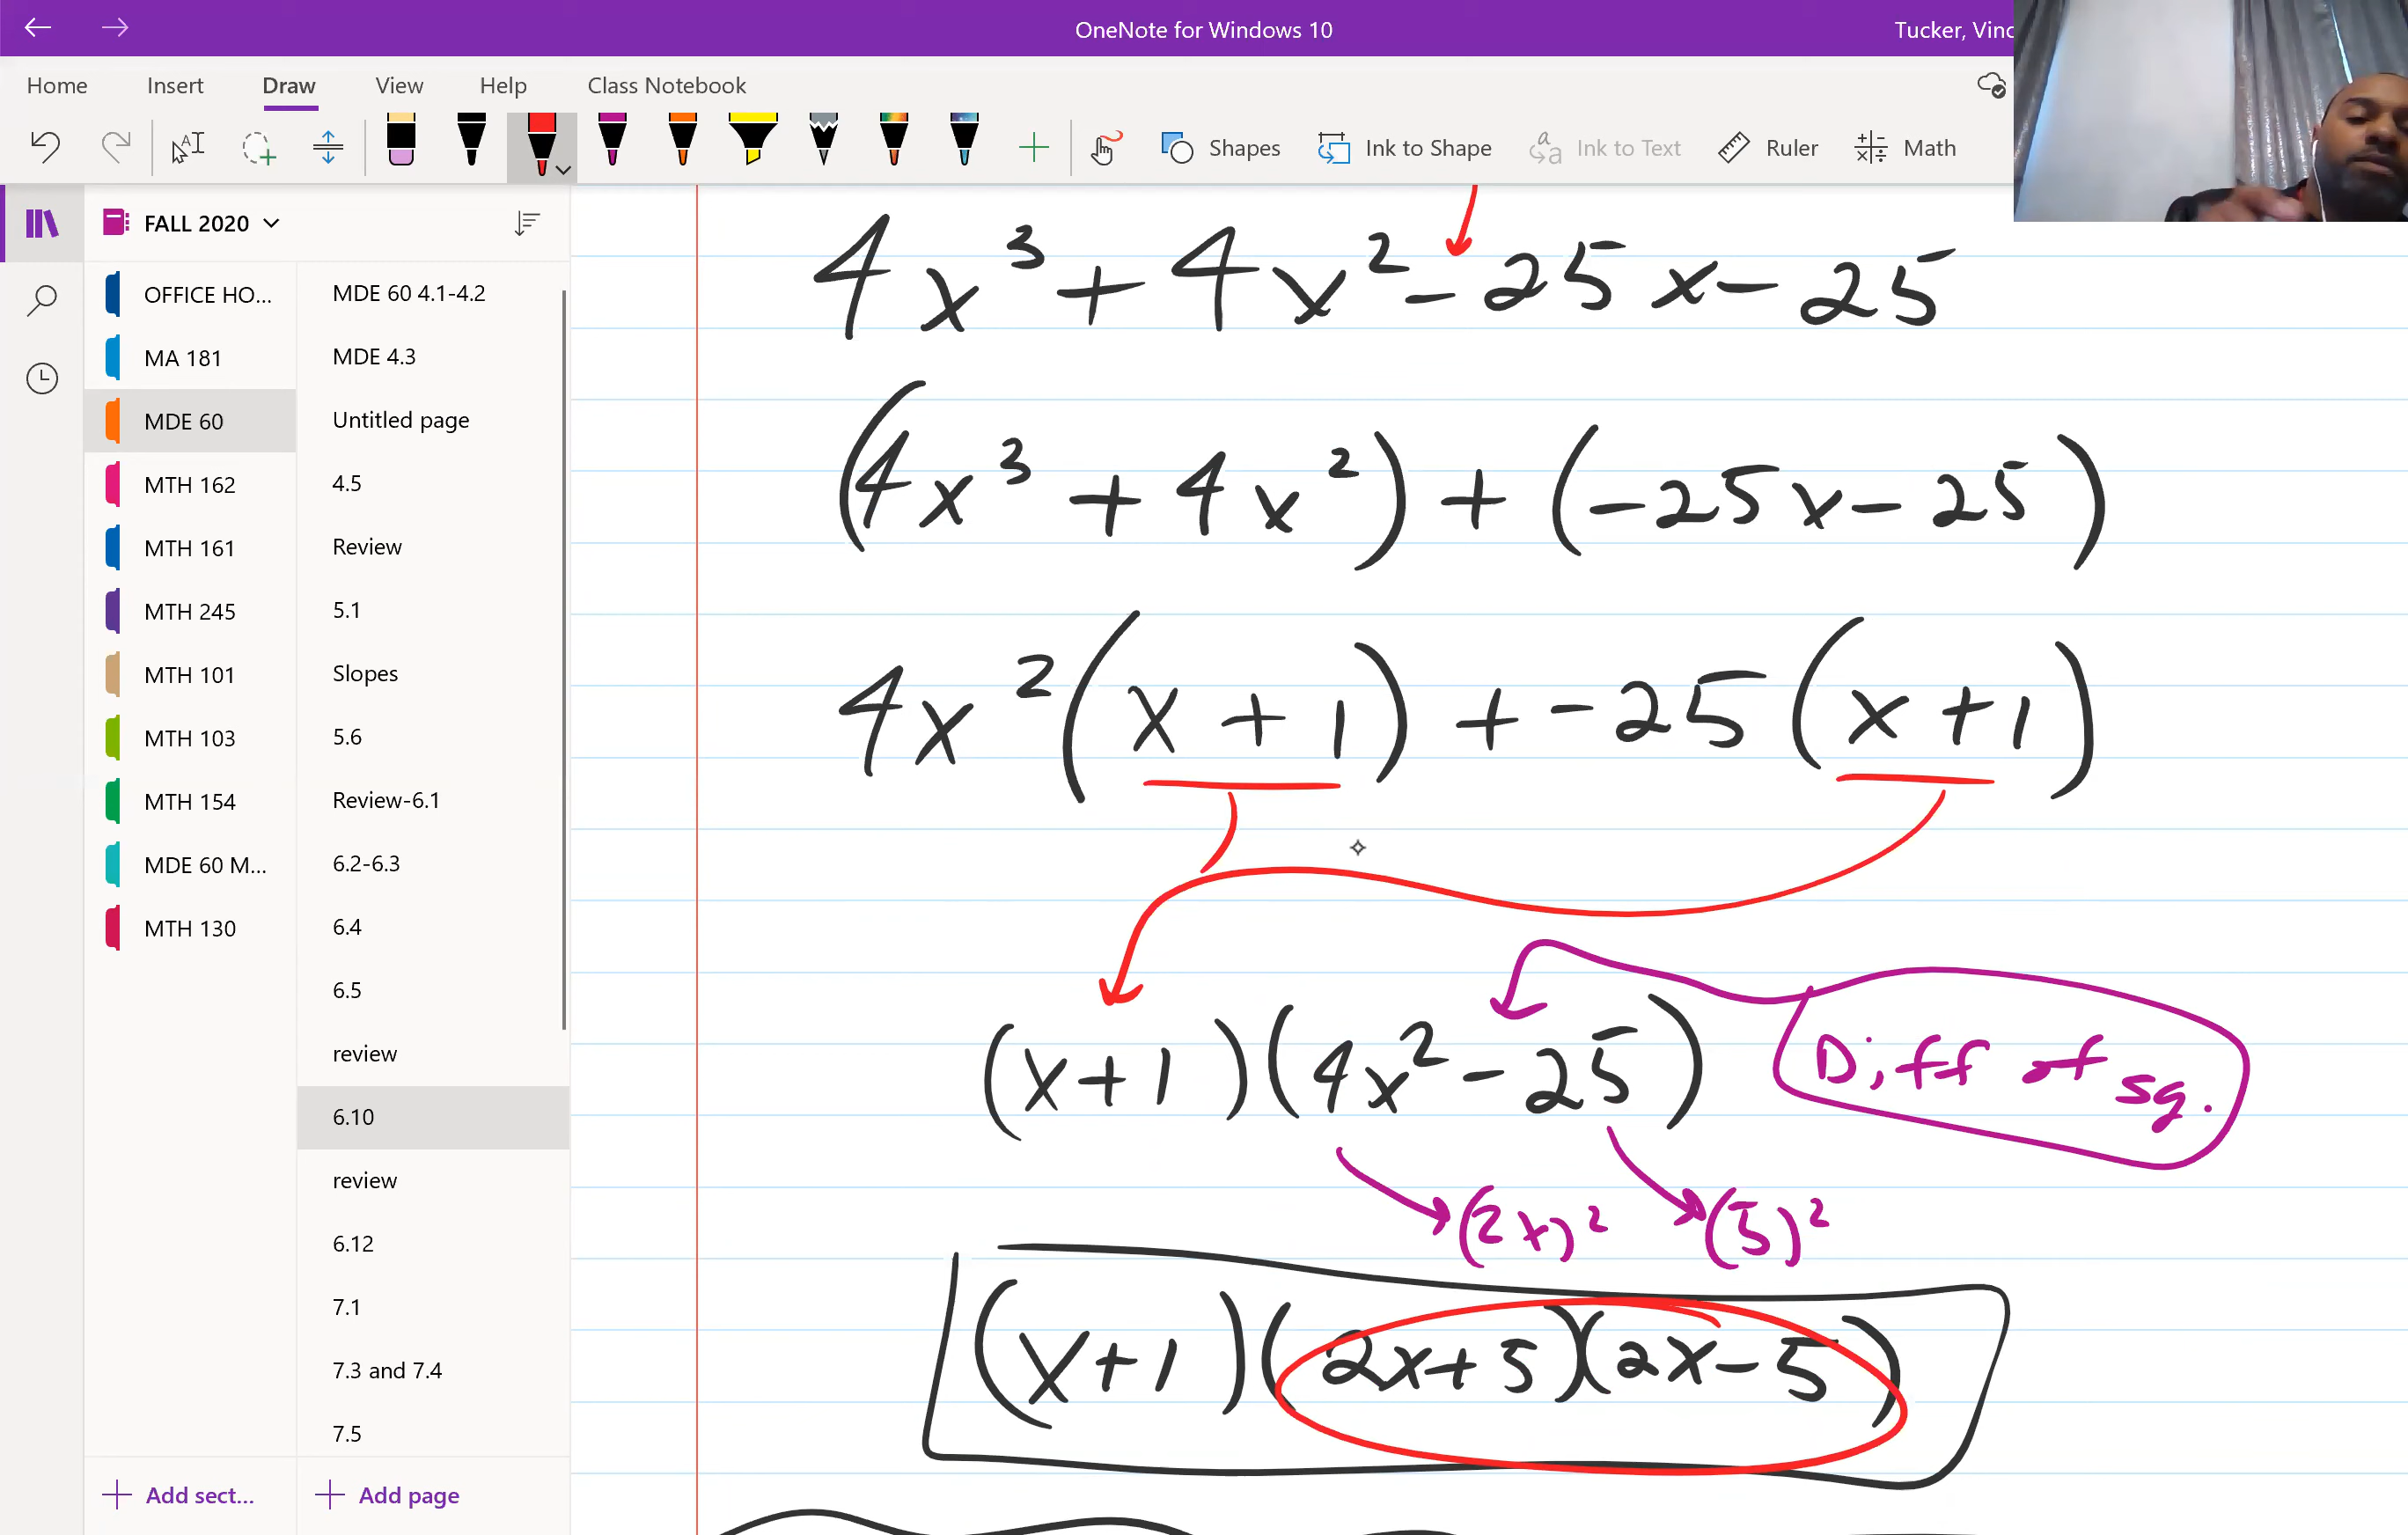 OneNote for Windows 10
Tucker, Vinc
Home Insert Draw View Help Class Notebook
Shapes Ink to Shape Ink to Text Ruler Math
FALL 2020
OFFICE HO...
MA 181
MDE 60
MTH 162
MTH 161
MTH 245
MTH 101
MTH 103
MTH 154
MDE 60 M...
MTH 130
Add sect...
MDE 60 4.1-4.2
MDE 4.3
Untitled page
4.5
Review
5.1
Slopes
5.6
Review-6.1
6.2-6.3
6.4
6.5
review
6.10
review
6.12
7.1
7.3 and 7.4
7.5
Add page
4x³ + 4x² - 25x - 25
(4x³ + 4x²) + (-25x - 25)
4x²(x + 1) + -25(x + 1)
(x + 1)(4x² - 25) Diff of sq.
(2x)² (5)²
(x + 1)(2x + 5)(2x - 5)